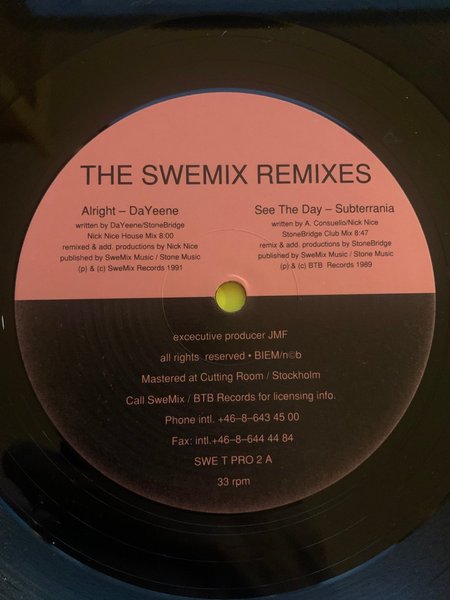 THE SWEMIX REMIXES
Alright – DaYeene
written by DaYeene/StoneBridge
Nick Nice House Mix 8:00
remixed & add. productions by Nick Nice
published by SweMix Music / Stone Music
(p) & (c) SweMix Records 1991
See The Day – Subterrania
written by A. Consuello/Nick Nice
StoneBridge Club Mix 8:47
remix & add. productions by StoneBridge
published by SweMix Music / Stone Music
(p) & (c) BTB Records 1989
excecutive producer JMF
all rights reserved • BIEM/n©b
Mastered at Cutting Room / Stockholm
Call SweMix / BTB Records for licensing info.
Phone intl. +46–8–643 45 00
Fax: intl.+46–8–644 44 84
SWE T PRO 2 A
33 rpm